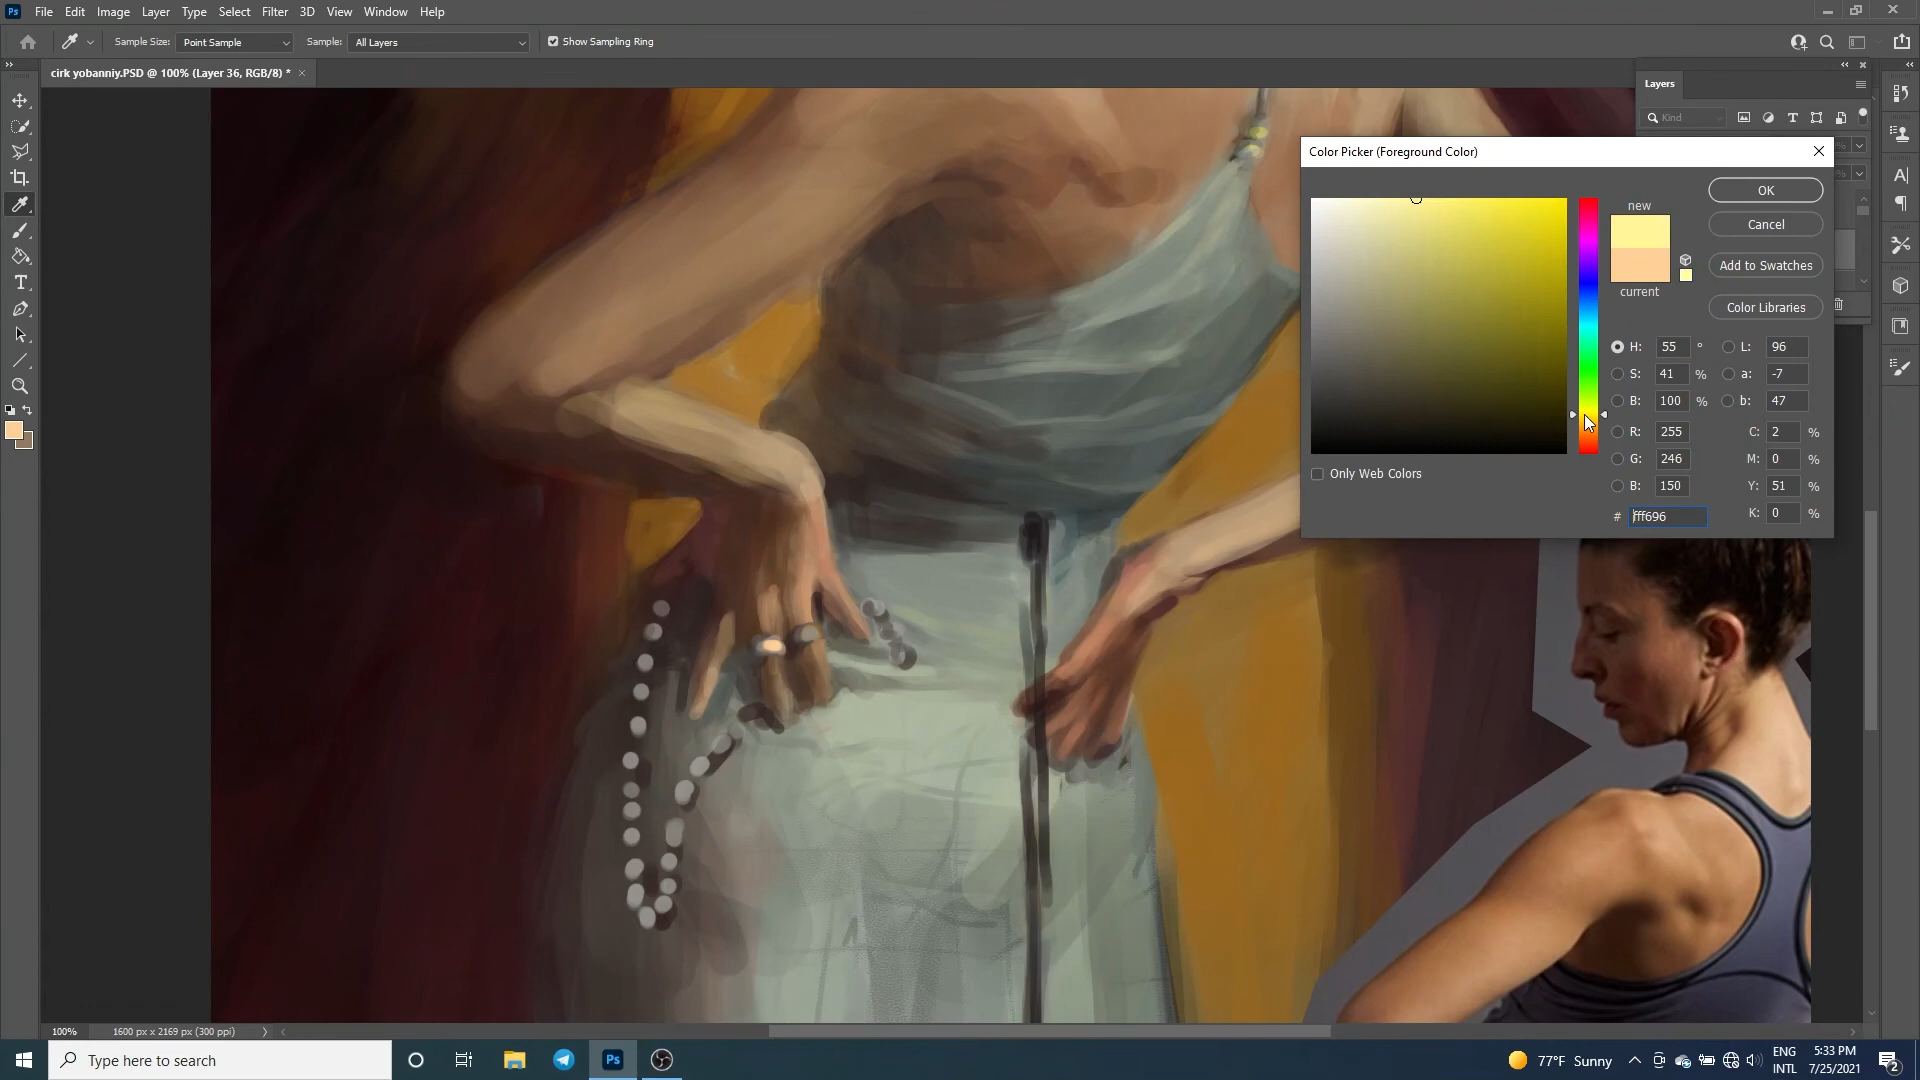 Ps File Edit Image Layer Type Select Filter 3D View Window Help
Sample Size: Point Sample Sample: All Layers Show Sampling Ring
cirk yobanniy.PSD @ 100% (Layer 36, RGB/8) *
Layers
Kind
Color Picker (Foreground Color)
OK
new
Cancel
Add to Swatches
current
Color Libraries
H: 55 ° L: 96
S: 41 % a: -7
B: 100 % b: 47
R: 255 C: 2 %
G: 246 M: 0 %
Only Web Colors
B: 150 Y: 51 %
# fff696 K: 0 %
100% 1600 px x 2169 px (300 ppi)
Type here to search
Ps
77°F Sunny
ENG
INTL
5:33 PM
7/25/2021
2